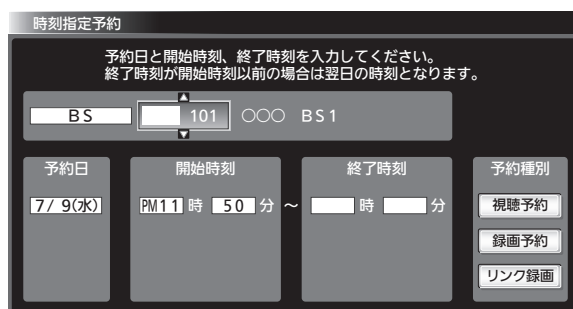 時刻指定予約
予約日と開始時刻、終了時刻を入力してください。
終了時刻が開始時刻以前の場合は翌日の時刻となります。
BS 101 ○○○ BS1
予約日 開始時刻 終了時刻 予約種別
7/ 9(水) PM11 時 50 分 ~ 時 分 視聴予約
録画予約
リンク録画